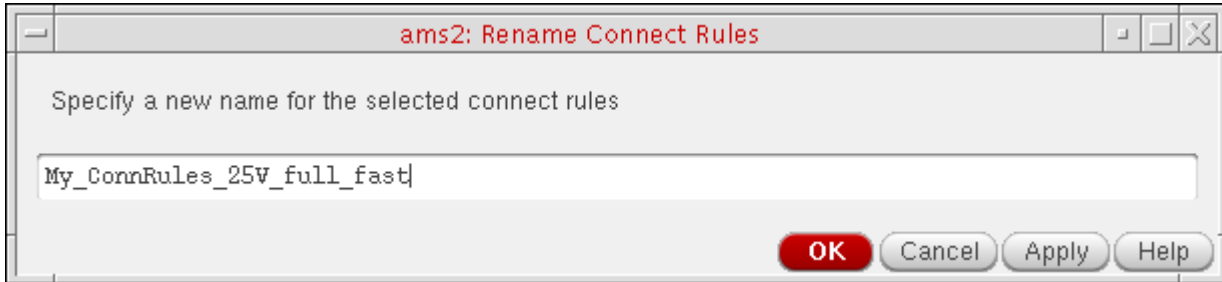 ams2: Rename Connect Rules
Specify a new name for the selected connect rules
My_ConnRules_25V_full_fast
OK Cancel Apply Help